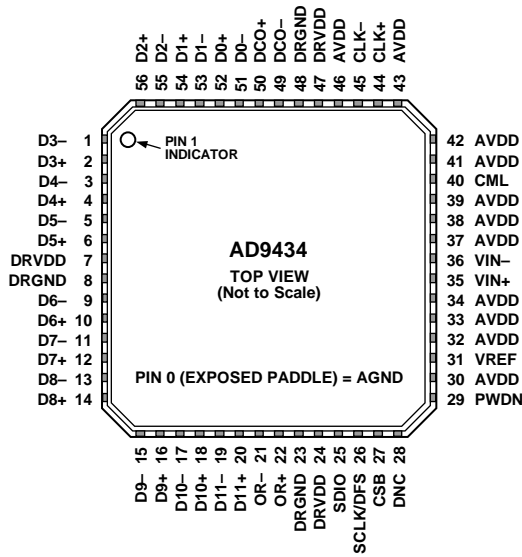 56 D2+
55 D2–
54 D1+
53 D1–
52 D0+
51 D0–
50 DCO+
49 DCO–
48 DRGND
47 DRVDD
46 AVDD
45 CLK–
44 CLK+
43 AVDD
D3– 1
D3+ 2
D4– 3
D4+ 4
D5– 5
D5+ 6
DRVDD 7
DRGND 8
D6– 9
D6+ 10
D7– 11
D7+ 12
D8– 13
D8+ 14
PIN 1
INDICATOR
AD9434
TOP VIEW
(Not to Scale)
PIN 0 (EXPOSED PADDLE) = AGND
42 AVDD
41 AVDD
40 CML
39 AVDD
38 AVDD
37 AVDD
36 VIN–
35 VIN+
34 AVDD
33 AVDD
32 AVDD
31 VREF
30 AVDD
29 PWDN
D9– 15
D9+ 16
D10– 17
D10+ 18
D11– 19
D11+ 20
OR– 21
OR+ 22
DRGND 23
DRVDD 24
SDIO 25
SCLK/DFS 26
CSB 27
DNC 28